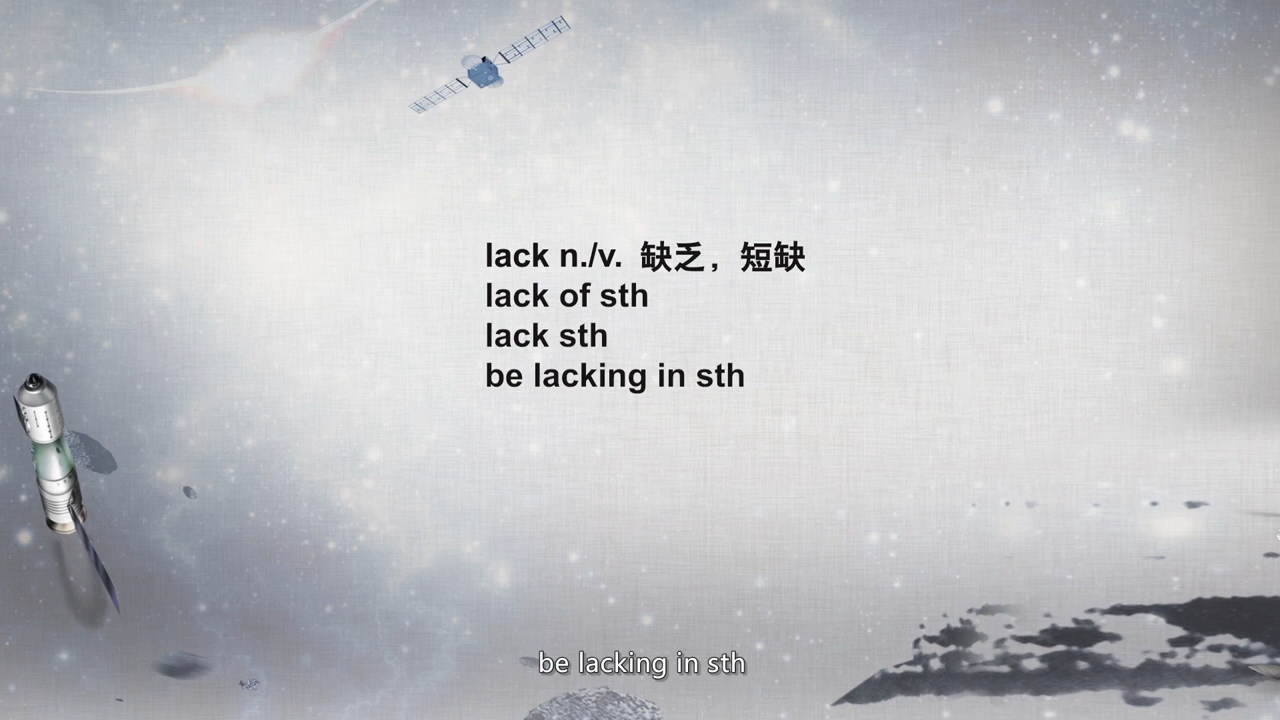 lack n./v. 缺乏，短缺
lack of sth
lack sth
be lacking in sth
be lacking in sth